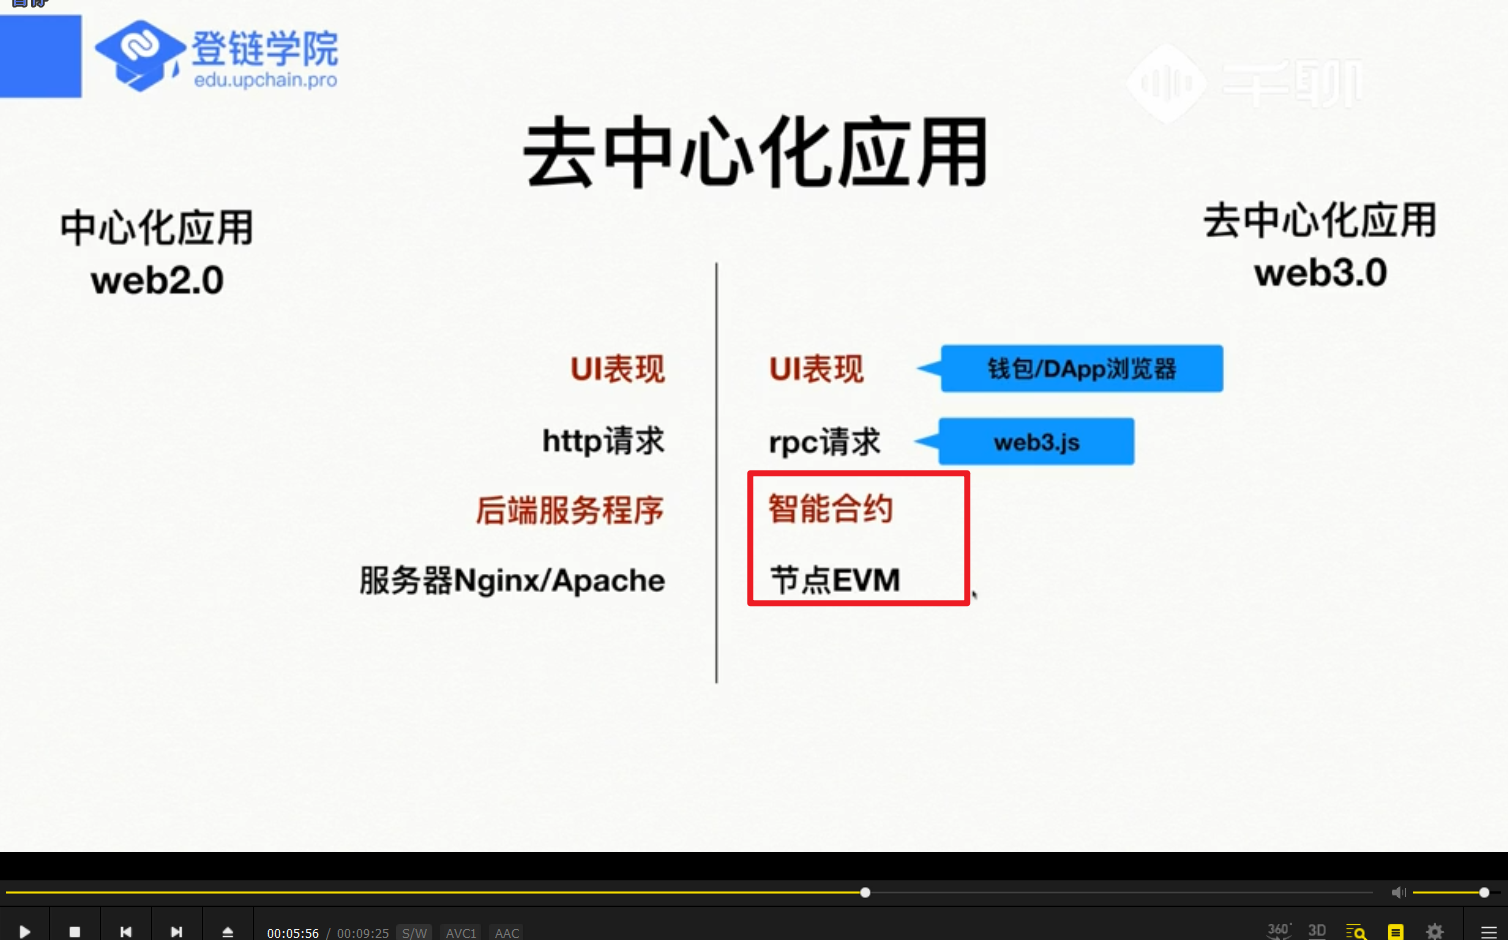 暂停
登链学院
edu.upchain.pro
千聊
去中心化应用
中心化应用
web2.0
去中心化应用
web3.0
UI表现
UI表现
钱包/DApp浏览器
http请求
rpc请求
web3.js
后端服务程序
智能合约
服务器Nginx/Apache
节点EVM
00:05:56 / 00:09:25 S/W AVC1 AAC
360°
3D